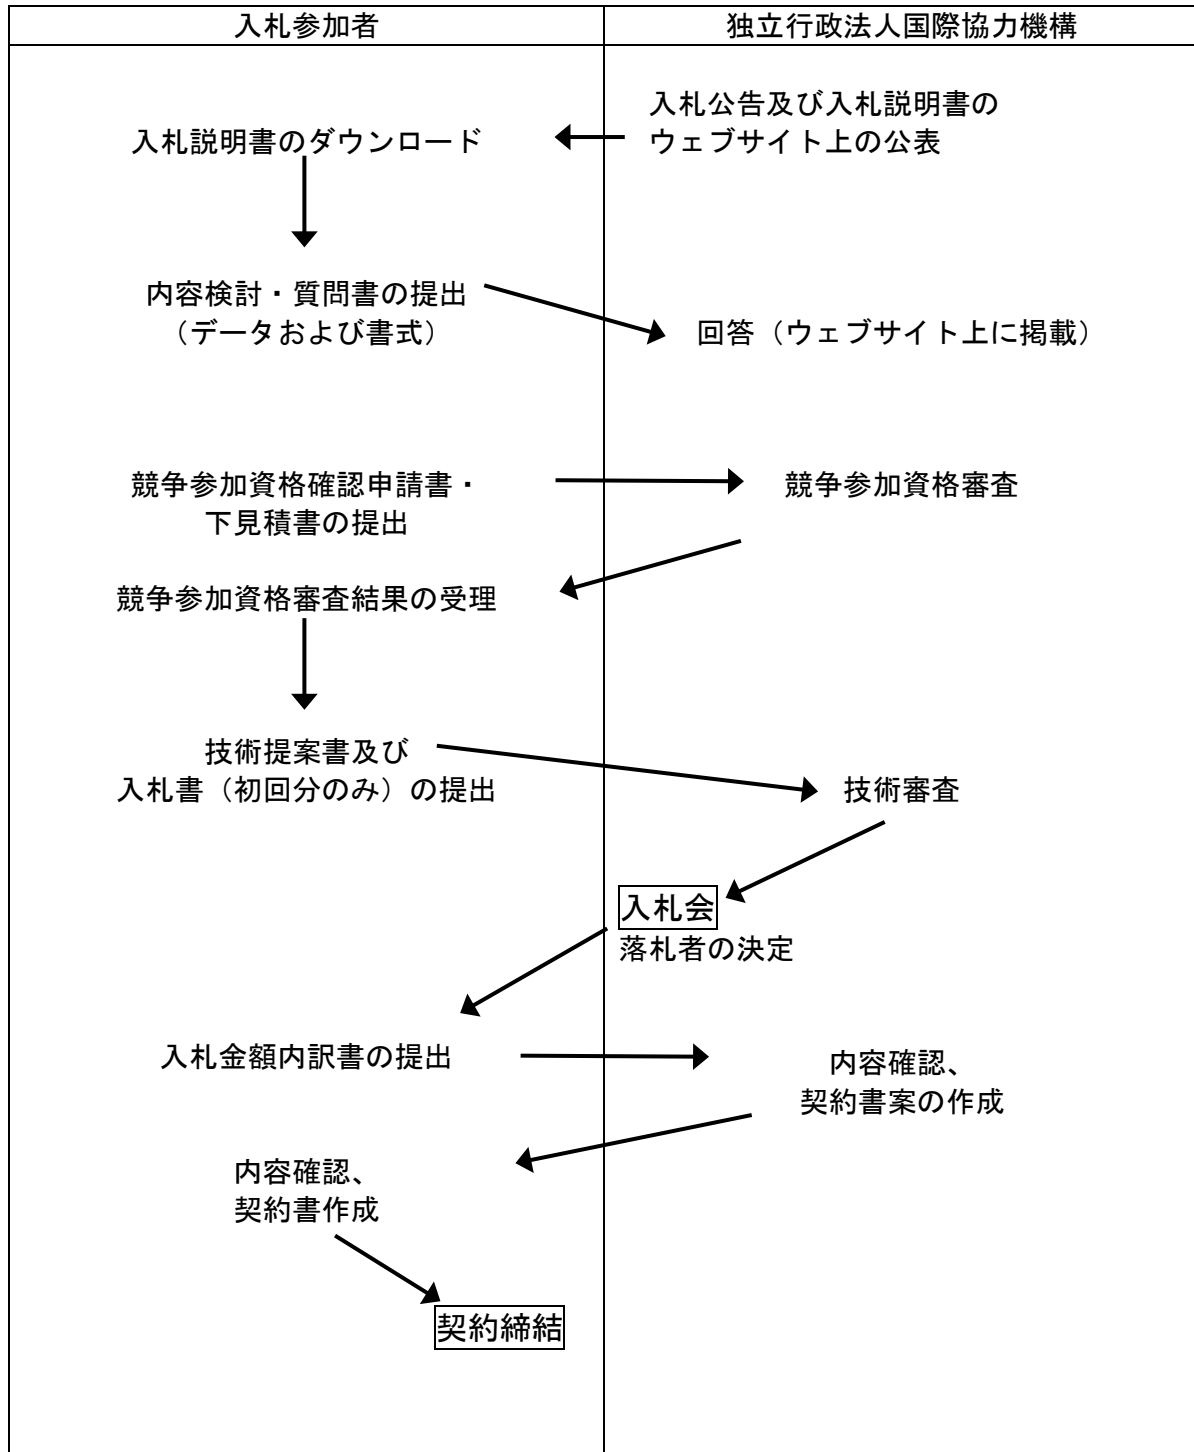 入札参加者
独立行政法人国際協力機構
入札公告及び入札説明書の
ウェブサイト上の公表
入札説明書のダウンロード
内容検討・質問書の提出
（データおよび書式）
回答（ウェブサイト上に掲載）
競争参加資格確認申請書・
下見積書の提出
競争参加資格審査
競争参加資格審査結果の受理
技術提案書及び
入札書（初回分のみ）の提出
技術審査
入札会
落札者の決定
入札金額内訳書の提出
内容確認、
契約書案の作成
内容確認、
契約書作成
契約締結